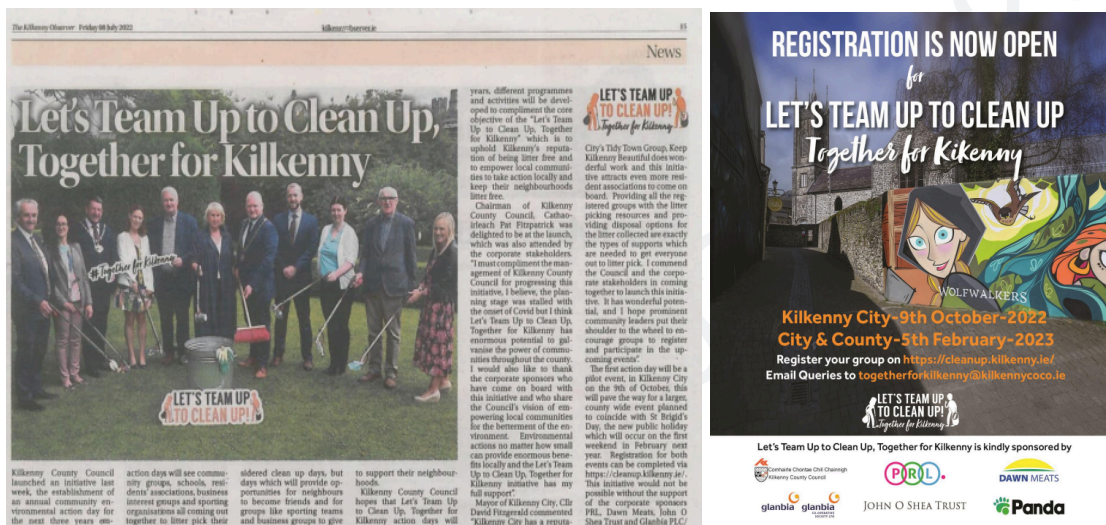 The Kilkenny Observer Friday 08 July 2022
kilkennyobserver.ie
15
News
Let's Team Up to Clean Up,
Together for Kilkenny
#Together for Kilkenny
LET'S TEAM UP
TO CLEAN UP!
Together for Kilkenny
Kilkenny County Council
launched an initiative last
week, the establishment of
an annual community en-
vironmental action day for
the next three years em-
action days will see commu-
nity groups, schools, resi-
dents' associations, business
interest groups and sporting
organisations all coming out
together to litter pick their
sidered clean up days, but
days which will provide op-
portunities for neighbours
to become friends and for
groups like sporting teams
and business groups to give
to support their neighbour-
hoods.
Kilkenny County Council
hopes that Let's Team Up
to Clean Up, Together for
Kilkenny action days will
years, different programmes
and activities will be devel-
oped to compliment the core
objective of the "Let's Team
Up to Clean Up, Together
for Kilkenny" which is to
uphold Kilkenny's reputa-
tion of being litter free and
to empower local communi-
ties to take action locally and
keep their neighbourhoods
litter free.
Chairman of Kilkenny
County Council, Cathao-
irleach Pat Fitzpatrick was
delighted to be at the launch,
which was also attended by
the corporate stakeholders.
"I must compliment the man-
agement of Kilkenny County
Council for progressing this
initiative, I believe, the plan-
ning stage was stalled with
the onset of Covid but I think
Let's Team Up to Clean Up,
Together for Kilkenny has
enormous potential to gal-
vanise the power of commu-
nities throughout the county.
I would also like to thank
the corporate sponsors who
have come on board with
this initiative and who share
the Council's vision of em-
powering local communities
for the betterment of the en-
vironment. Environmental
actions no matter how small
can provide enormous bene-
fits locally and the Let's Team
Up to Clean Up, Together for
Kilkenny initiative has my
full support".
Mayor of Kilkenny City, Cllr
David Fitzgerald commented
"Kilkenny City has a reputa-
LET'S TEAM UP
TO CLEAN UP!
Together for Kilkenny
City's Tidy Town Group, Keep
Kilkenny Beautiful does won-
derful work and this initia-
tive attracts even more resi-
dent associations to come on
board. Providing all the reg-
istered groups with the litter
picking resources and pro-
viding disposal options for
the litter collected are exactly
the types of supports which
are needed to get everyone
out to litter pick. I commend
the Council and the corpo-
rate stakeholders in coming
together to launch this initia-
tive. It has wonderful poten-
tial, and I hope prominent
community leaders put their
shoulder to the wheel to en-
courage groups to register
and participate in the up-
coming events".
The first action day will be a
pilot event, in Kilkenny City
on the 9th of October, this
will pave the way for a larger,
county wide event planned
to coincide with St Brigid's
Day, the new public holiday
which will occur on the first
weekend in February next
year. Registration for both
events can be completed via
https://cleanup.kilkenny.ie/.
This initiative would not be
possible without the support
of the corporate sponsors
PRL, Dawn Meats, John O
Shea Trust and Glanbia PLC/
REGISTRATION IS NOW OPEN
for
LET'S TEAM UP TO CLEAN UP
Together for Kikenny
WOLFWALKERS
Kilkenny City-9th October-2022
City & County-5th February-2023
Register your group on https://cleanup.kilkenny.ie/
Email Queries to togetherforkilkenny@kilkennycoco.ie
LET'S TEAM UP
TO CLEAN UP!
Together for Kilkenny
Let's Team Up to Clean Up, Together for Kilkenny is kindly sponsored by
Comhairle Chontae Chill Chainnigh
Kilkenny County Council
PRL.
DAWN MEATS
glanbia
glanbia
JOHN O SHEA TRUST
Panda